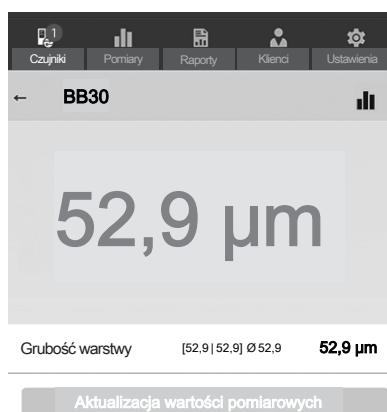 1
Czujniki Pomiary Raporty Klienci Ustawienia
← BB30
52,9 µm
Grubość warstwy [52,9|52,9] Ø 52,9 52,9 µm
Aktualizacja wartości pomiarowych